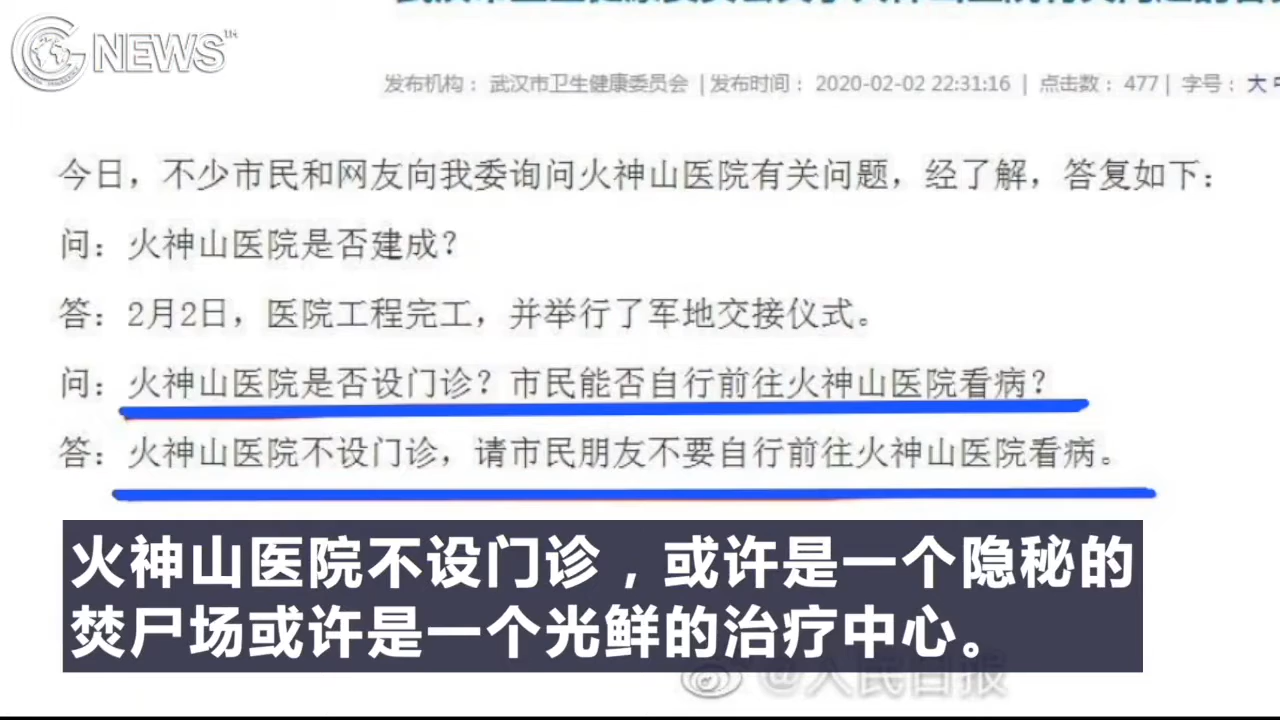 NEWS™
发布机构：武汉市卫生健康委员会 | 发布时间：2020-02-02 22:31:16 | 点击数：477 | 字号：大
今日，不少市民和网友向我委询问火神山医院有关问题，经了解，答复如下：
问：火神山医院是否建成？
答：2月2日，医院工程完工，并举行了军地交接仪式。
问：火神山医院是否设门诊？市民能否自行前往火神山医院看病？
答：火神山医院不设门诊，请市民朋友不要自行前往火神山医院看病。
火神山医院不设门诊，或许是一个隐秘的
焚尸场或许是一个光鲜的治疗中心。
@人民日报